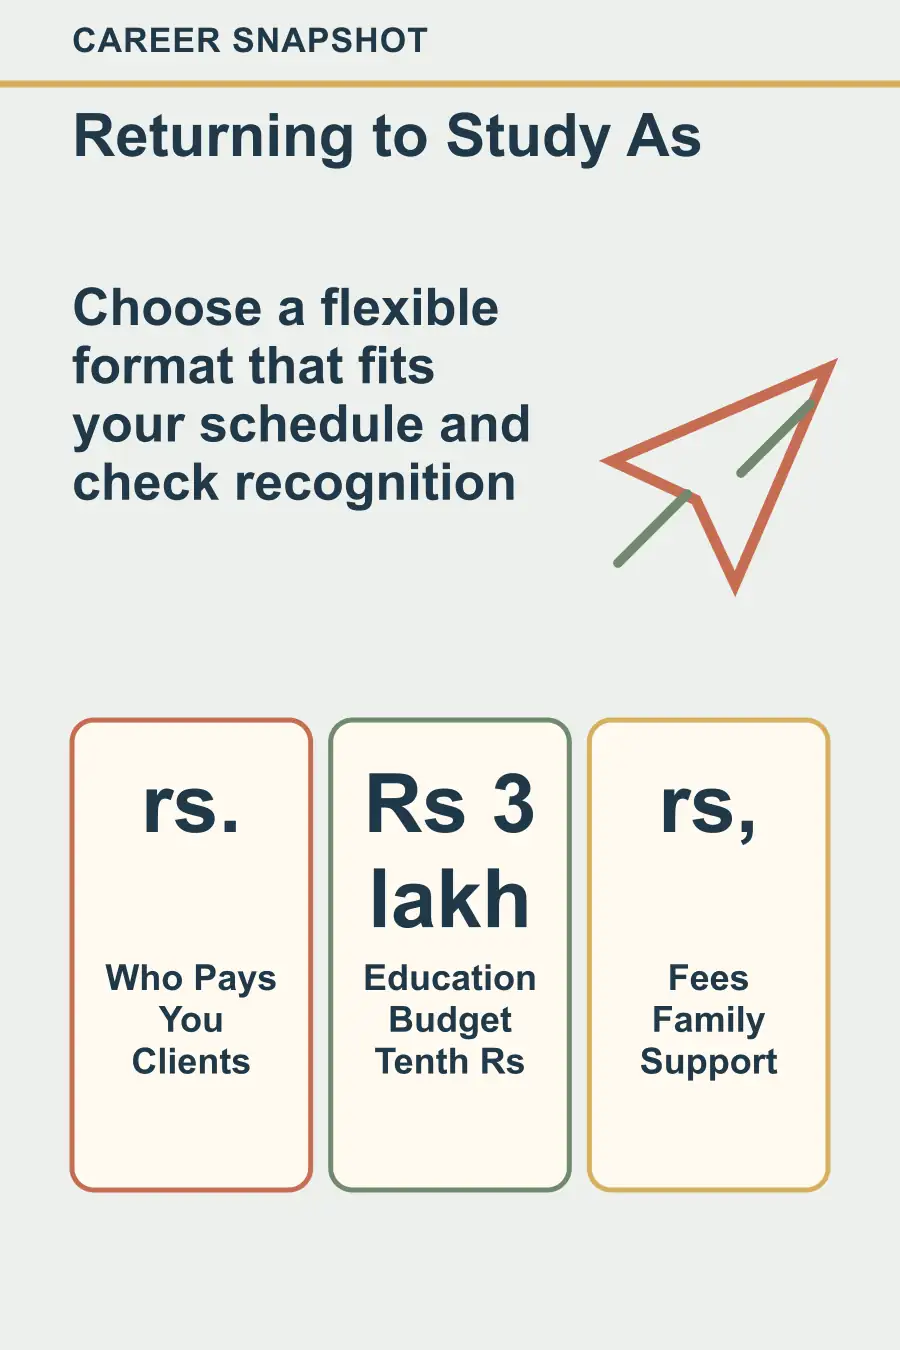 CAREER SNAPSHOT
Returning to Study As
Choose a flexible
format that fits
your schedule and
check recognition
rs.
Who Pays
You
Clients
Rs 3
lakh
Education
Budget
Tenth Rs
rs,
Fees
Family
Support